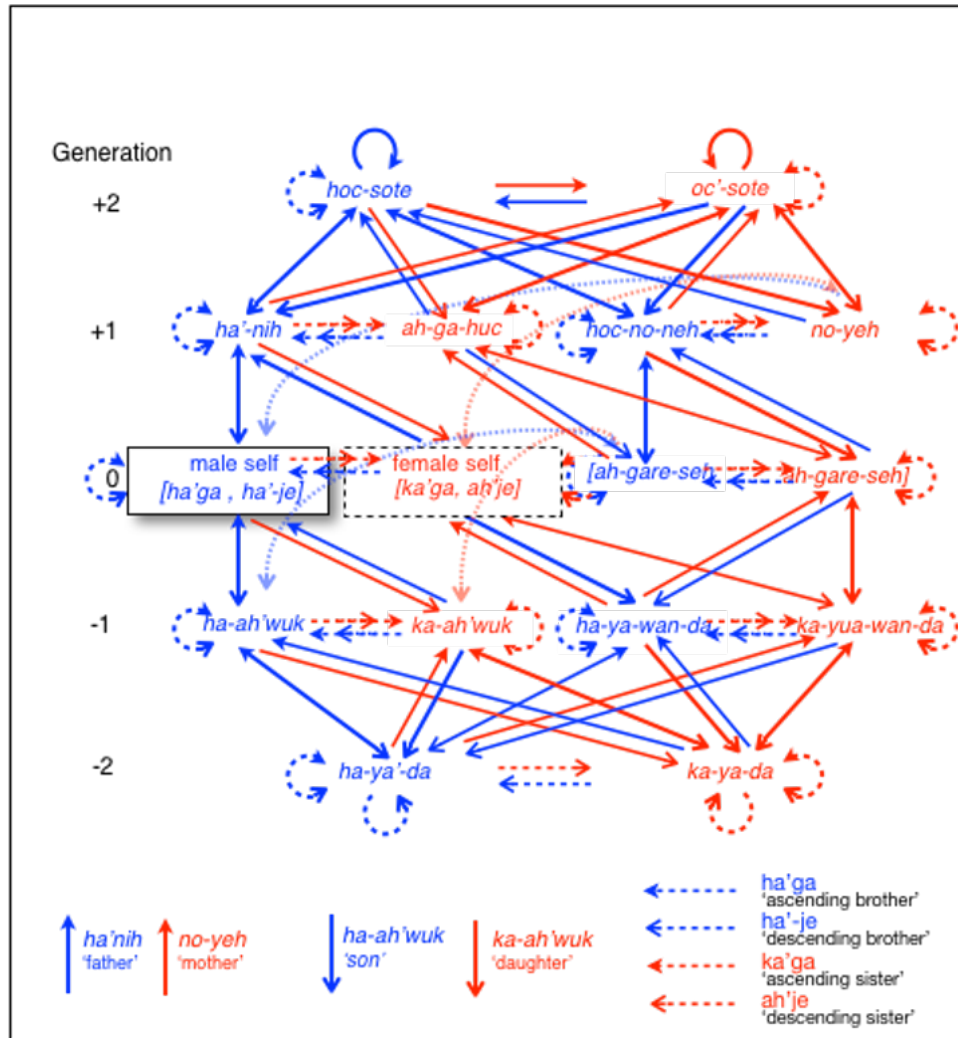 Generation
+2
hoc-sote
oc'-sote
+1
ha'-nih
ah-ga-huc
hoc-no-neh
no-yeh
0
male self
[ha'ga , ha'-je]
female self
[ka'ga, ah'je]
[ah-gare-seh
ah-gare-seh]
-1
ha-ah'wuk
ka-ah'wuk
ha-ya-wan-da
ka-yua-wan-da
-2
ha-ya'-da
ka-ya-da
ha'nih
'father'
no-yeh
'mother'
ha-ah'wuk
'son'
ka-ah'wuk
'daughter'
ha'ga
'ascending brother'
ha'-je
'descending brother'
ka'ga
'ascending sister'
ah'je
'descending sister'